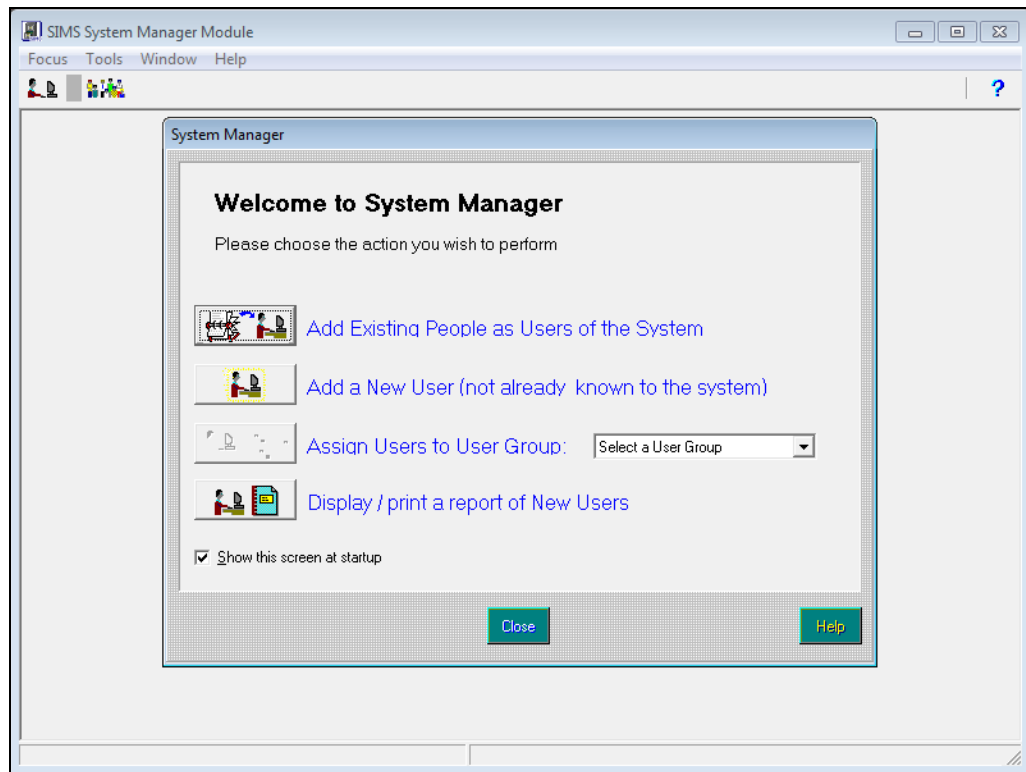 SIMS System Manager Module
Focus Tools Window Help
?
System Manager
Welcome to System Manager
Please choose the action you wish to perform
Add Existing People as Users of the System
Add a New User (not already known to the system)
Assign Users to User Group: Select a User Group
Display / print a report of New Users
Show this screen at startup
Close Help